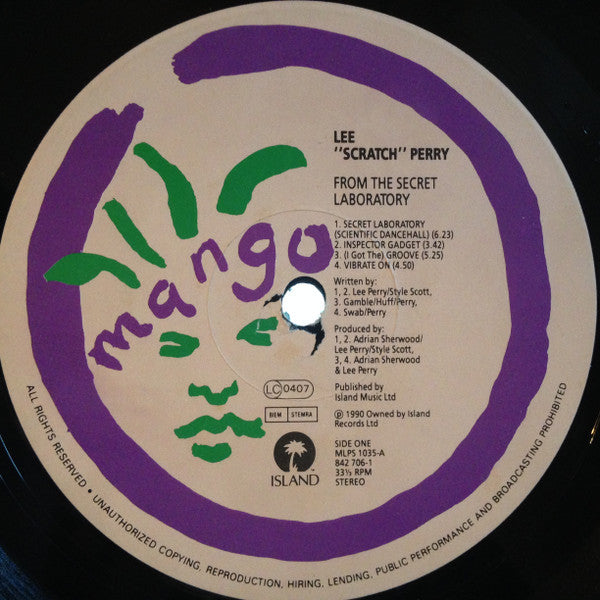 mango
LEE
"SCRATCH" PERRY
FROM THE SECRET
LABORATORY
1. SECRET LABORATORY
(SCIENTIFIC DANCEHALL) (6.23)
2. INSPECTOR GADGET (3.42)
3. (I Got The) GROOVE (5.25)
4. VIBRATE ON (4.50)
Written by:
1, 2. Lee Perry/Style Scott,
3. Gamble/Huff/Perry,
4. Swab/Perry
Produced by:
1, 2. Adrian Sherwood/
Lee Perry/Style Scott,
3, 4. Adrian Sherwood
& Lee Perry
LC 0407
Published by
Island Music Ltd
BIEM STEMRA
℗ 1990 Owned by Island
Records Ltd
ISLAND™
SIDE ONE
MLPS 1035-A
842 706-1
33⅓ RPM
STEREO
ALL RIGHTS RESERVED • UNAUTHORIZED COPYING, REPRODUCTION, HIRING, LENDING, PUBLIC PERFORMANCE AND BROADCASTING PROHIBITED